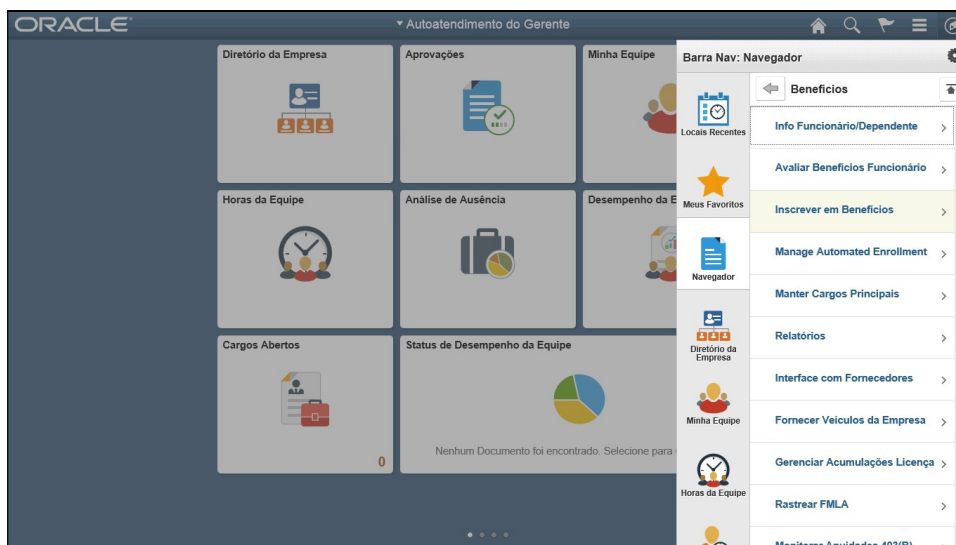 ORACLE
Autoatendimento do Gerente
Diretório da Empresa
Aprovações
Minha Equipe
Horas da Equipe
Análise de Ausência
Desempenho da E
Cargos Abertos
0
Status de Desempenho da Equipe
Nenhum Documento foi encontrado. Selecione para
Barra Nav: Navegador
Locais Recentes
Meus Favoritos
Navegador
Diretório da
Empresa
Minha Equipe
Horas da Equipe
Benefícios
Info Funcionário/Dependente
Avaliar Benefícios Funcionário
Inscrever em Benefícios
Manage Automated Enrollment
Manter Cargos Principais
Relatórios
Interface com Fornecedores
Fornecer Veículos da Empresa
Gerenciar Acumulações Licença
Rastrear FMLA
Monitorar Anuidades 403(B)